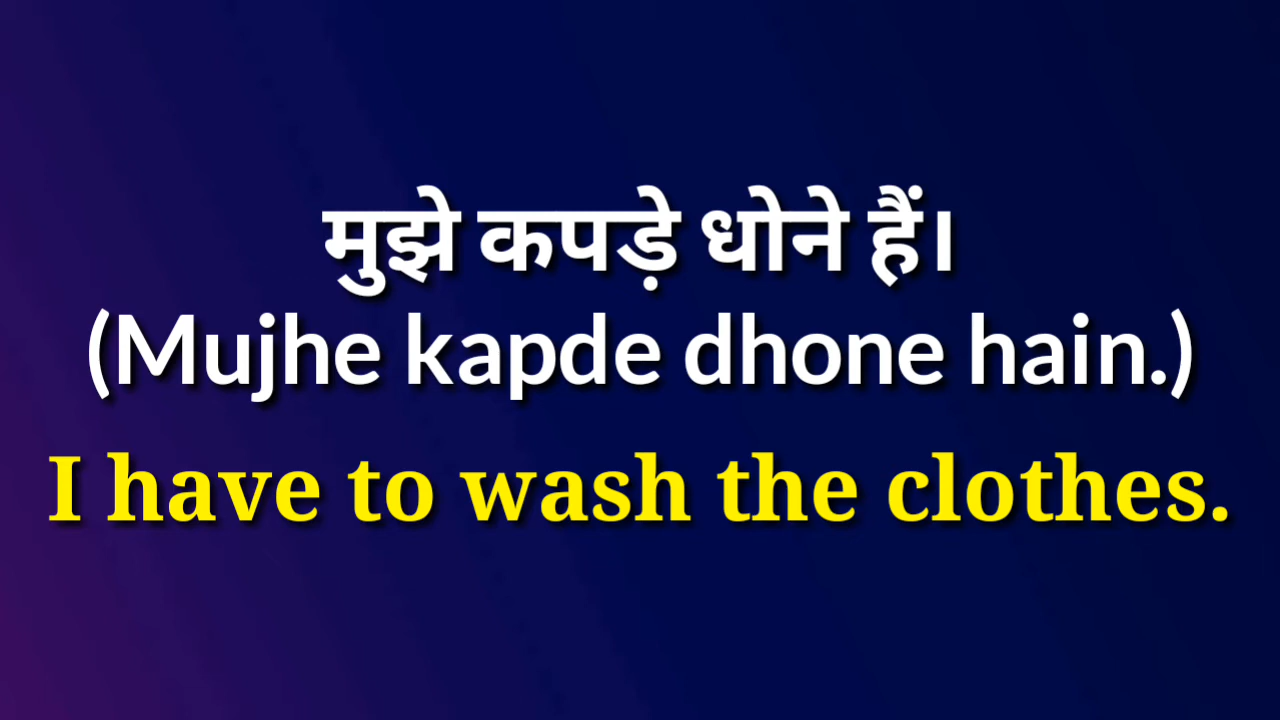 मुझे कपड़े धोने हैं।
(Mujhe kapde dhone hain.)
I have to wash the clothes.